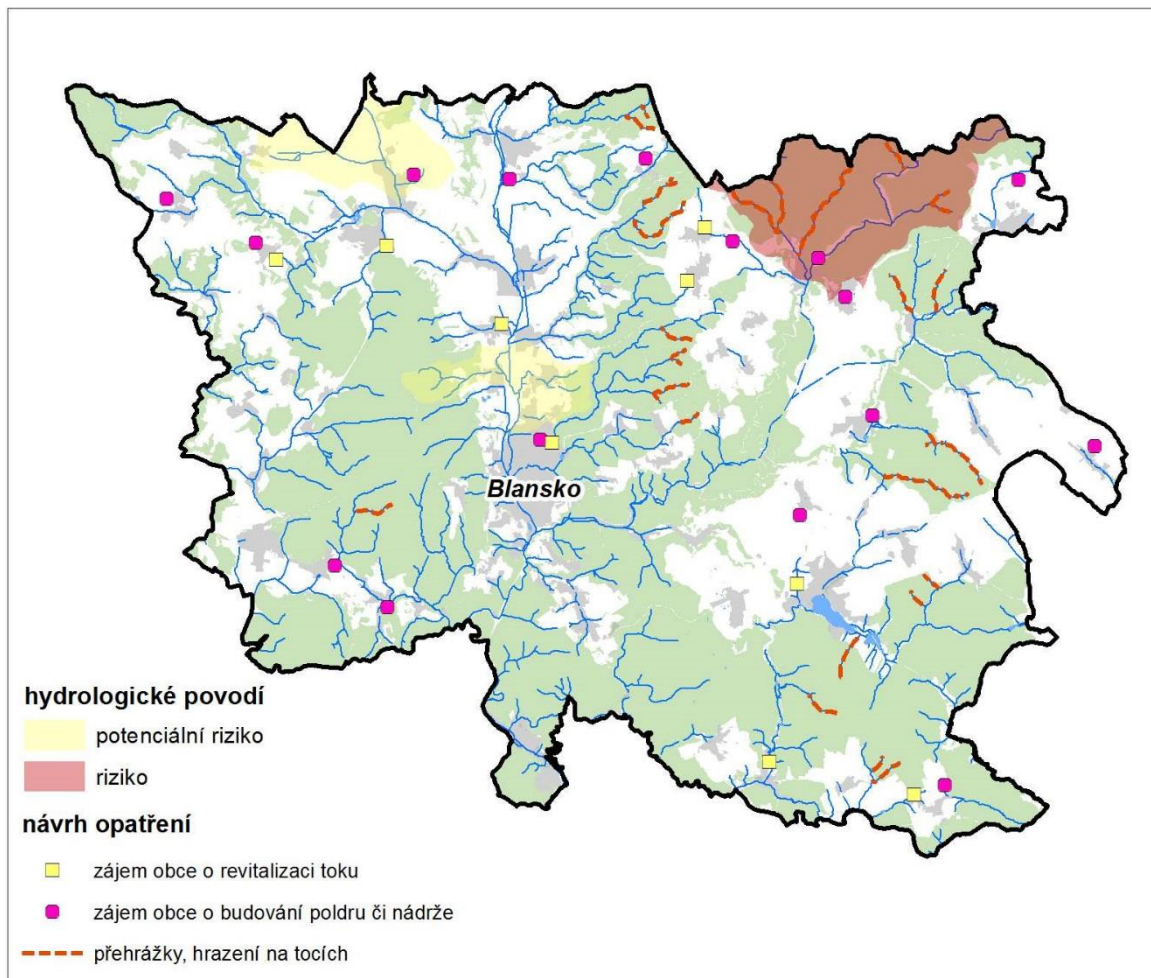 Blansko
hydrologické povodí
potenciální riziko
riziko
návrh opatření
zájem obce o revitalizaci toku
zájem obce o budování poldru či nádrže
přehrážky, hrazení na tocích